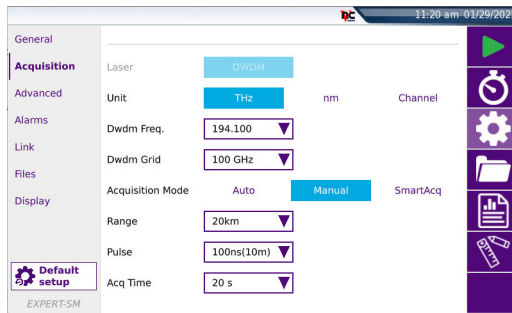 11:20 am 01/29/202
General
Acquisition
Advanced
Alarms
Link
Files
Display
Default
setup
EXPERT-SM
Laser DWDM
Unit THz nm Channel
Dwdm Freq. 194.100
Dwdm Grid 100 GHz
Acquisition Mode Auto Manual SmartAcq
Range 20km
Pulse 100ns(10m)
Acq Time 20 s